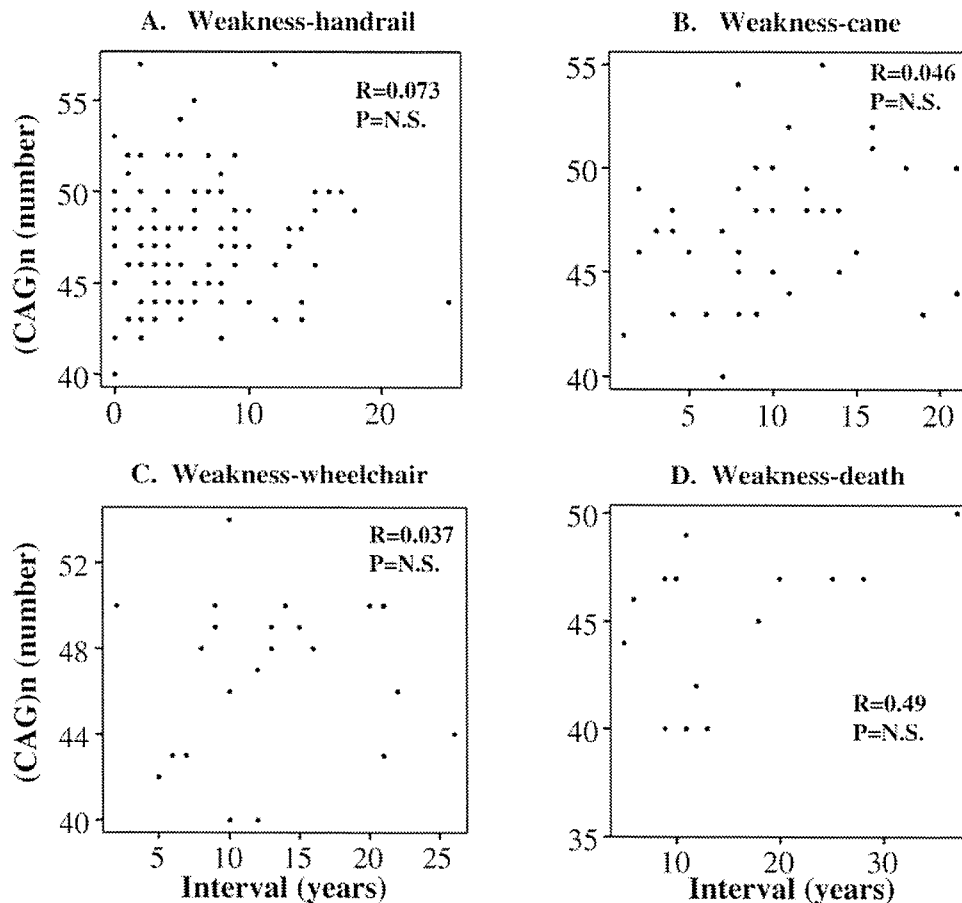 A. Weakness-handrail
B. Weakness-cane
R=0.073
P=N.S.
R=0.046
P=N.S.
(CAG)n (number)
55
50
45
40
55
50
45
40
0
10
20
5
10
15
20
C. Weakness-wheelchair
D. Weakness-death
R=0.037
P=N.S.
R=0.49
P=N.S.
(CAG)n (number)
52
48
44
40
50
45
40
35
5
10
15
20
25
10
20
30
Interval (years)
Interval (years)